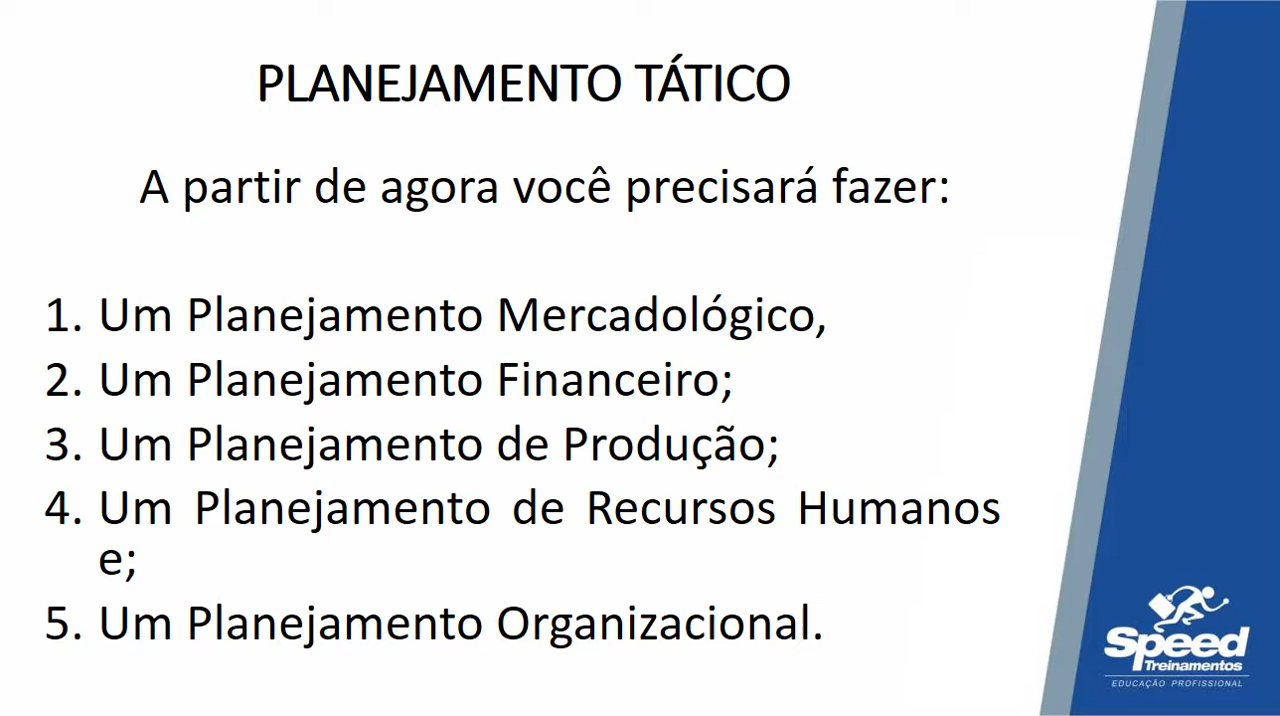 PLANEJAMENTO TÁTICO
A partir de agora você precisará fazer:
1. Um Planejamento Mercadológico,
2. Um Planejamento Financeiro;
3. Um Planejamento de Produção;
4. Um Planejamento de Recursos Humanos
e;
5. Um Planejamento Organizacional.
Speed
Treinamentos
EDUCAÇÃO PROFISSIONAL